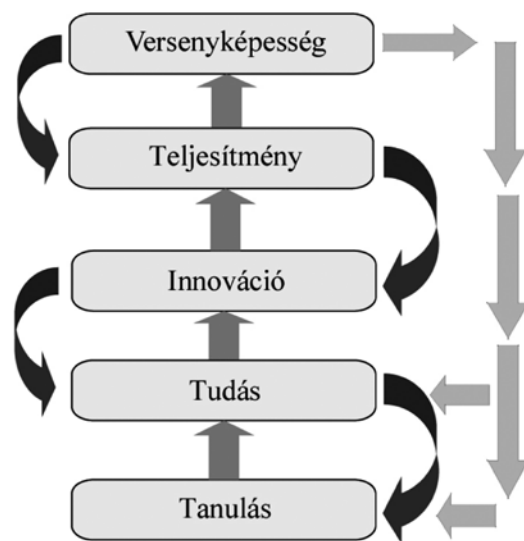 Versenyképesség
Teljesítmény
Innováció
Tudás
Tanulás